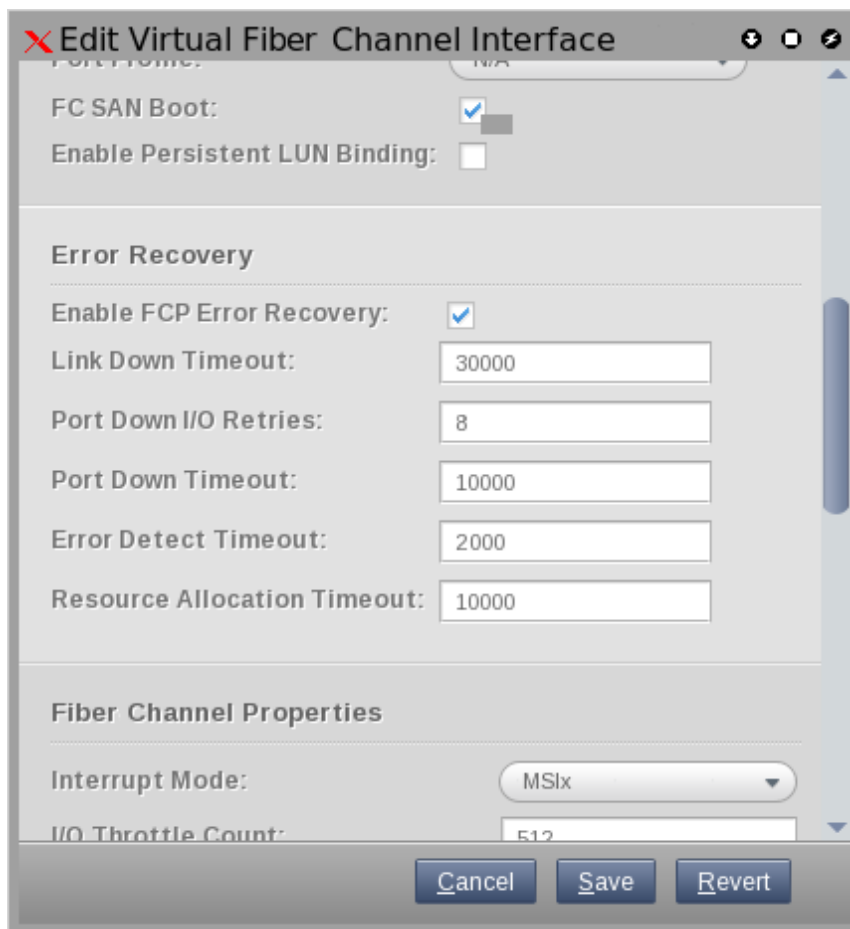 Edit Virtual Fiber Channel Interface
Port Profile: N/A
FC SAN Boot:
Enable Persistent LUN Binding:
Error Recovery
Enable FCP Error Recovery:
Link Down Timeout: 30000
Port Down I/O Retries: 8
Port Down Timeout: 10000
Error Detect Timeout: 2000
Resource Allocation Timeout: 10000
Fiber Channel Properties
Interrupt Mode: MSIx
I/O Throttle Count: 512
Cancel Save Revert